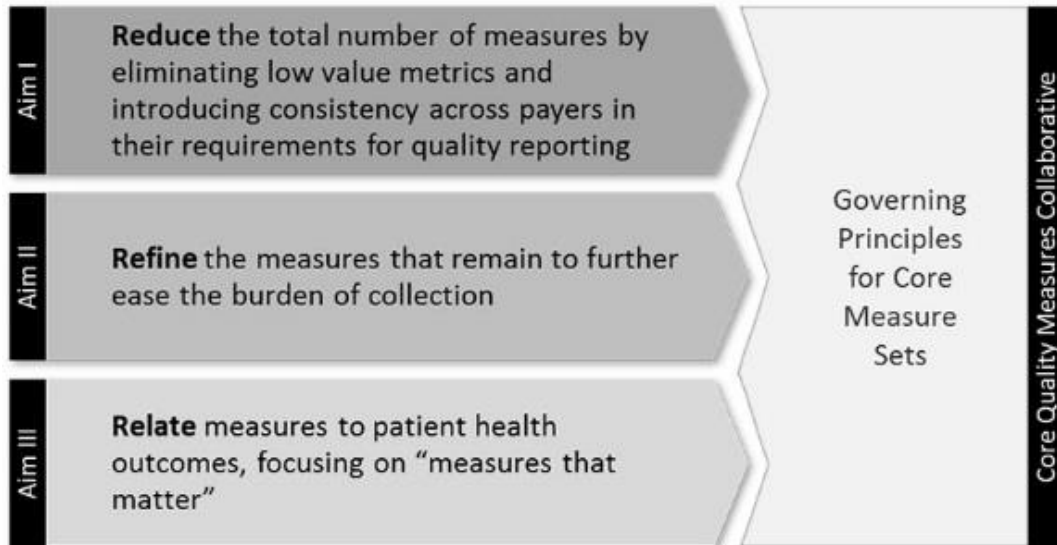 Aim I
Reduce the total number of measures by
eliminating low value metrics and
introducing consistency across payers in
their requirements for quality reporting
Aim II
Refine the measures that remain to further
ease the burden of collection
Aim III
Relate measures to patient health
outcomes, focusing on “measures that
matter”
Governing
Principles
for Core
Measure
Sets
Core Quality Measures Collaborative